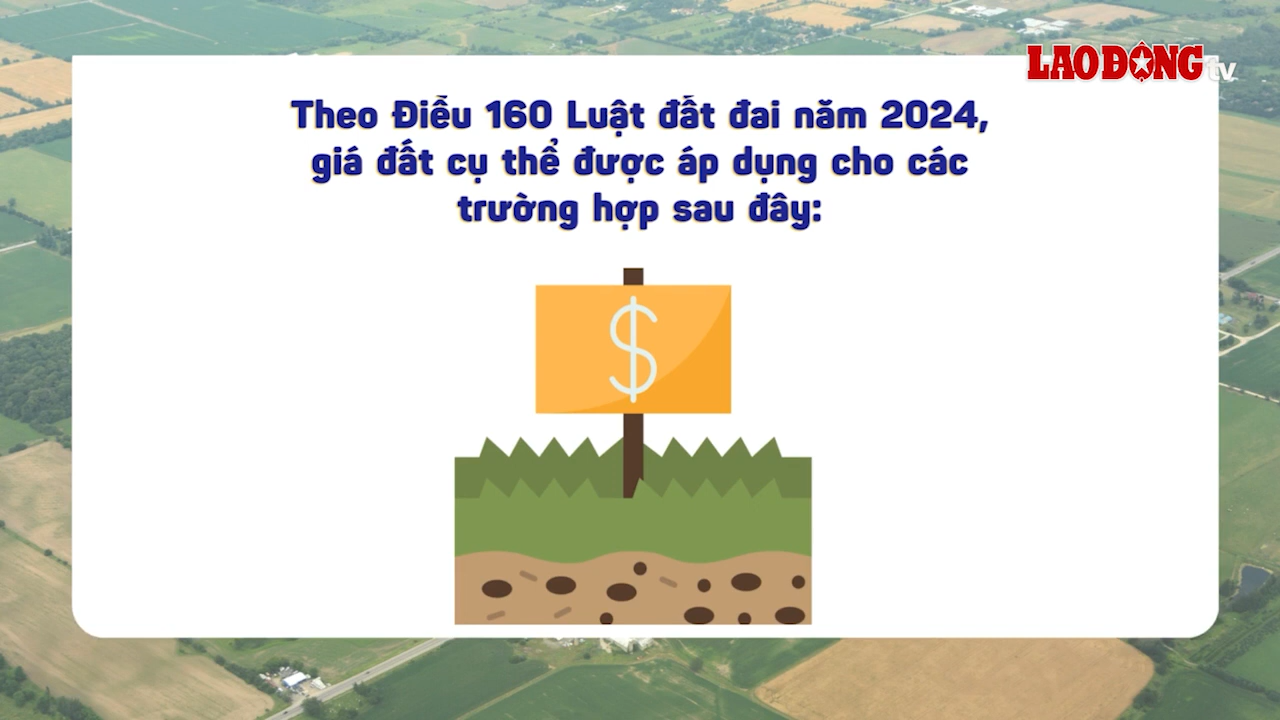 LAO ĐỘNG tv
Theo Điều 160 Luật đất đai năm 2024,
giá đất cụ thể được áp dụng cho các
trường hợp sau đây:
$